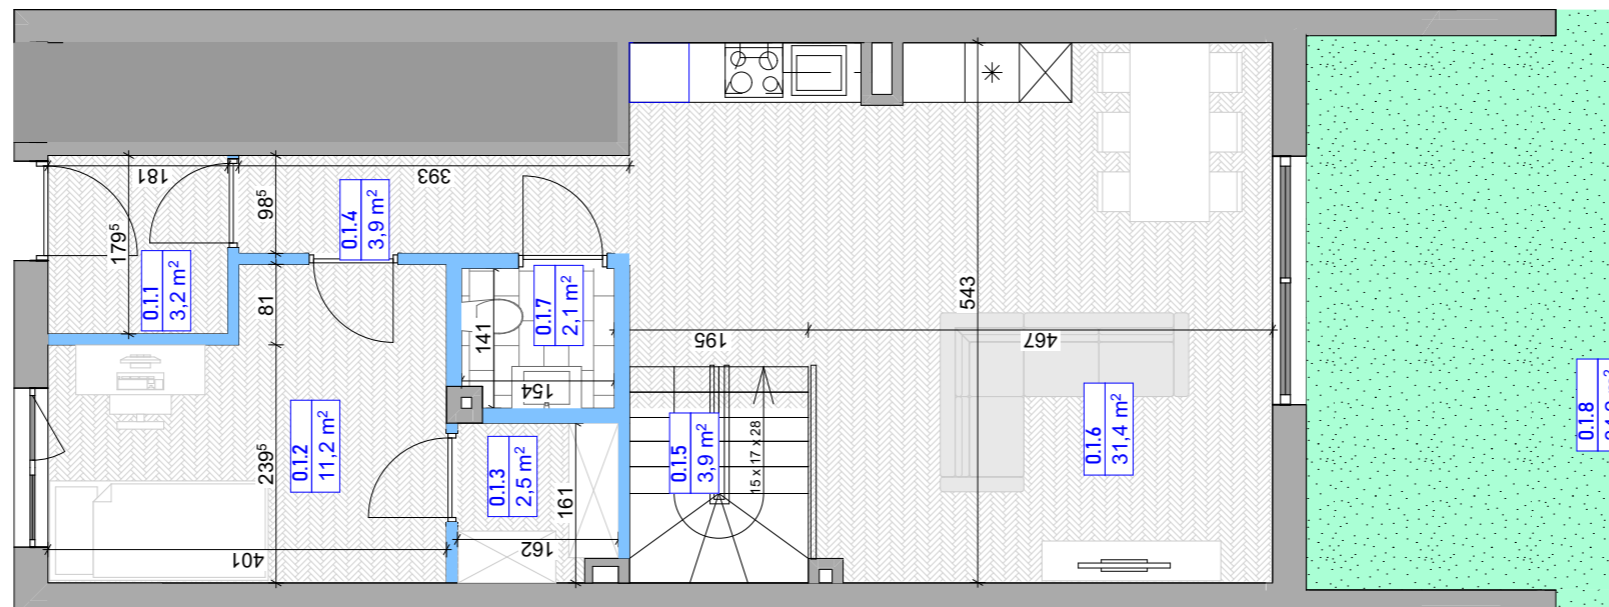 181
393
98⁵
179⁵
0.1.4
3,9 m²
0.1.1
3,2 m²
81
0.1.7
2,1 m²
141
154
543
195
467
0.1.2
11,2 m²
239⁵
0.1.3
2,5 m²
161
162
401
0.1.5
3,9 m²
15 x 17 x 28
0.1.6
31,4 m²
0.1.8